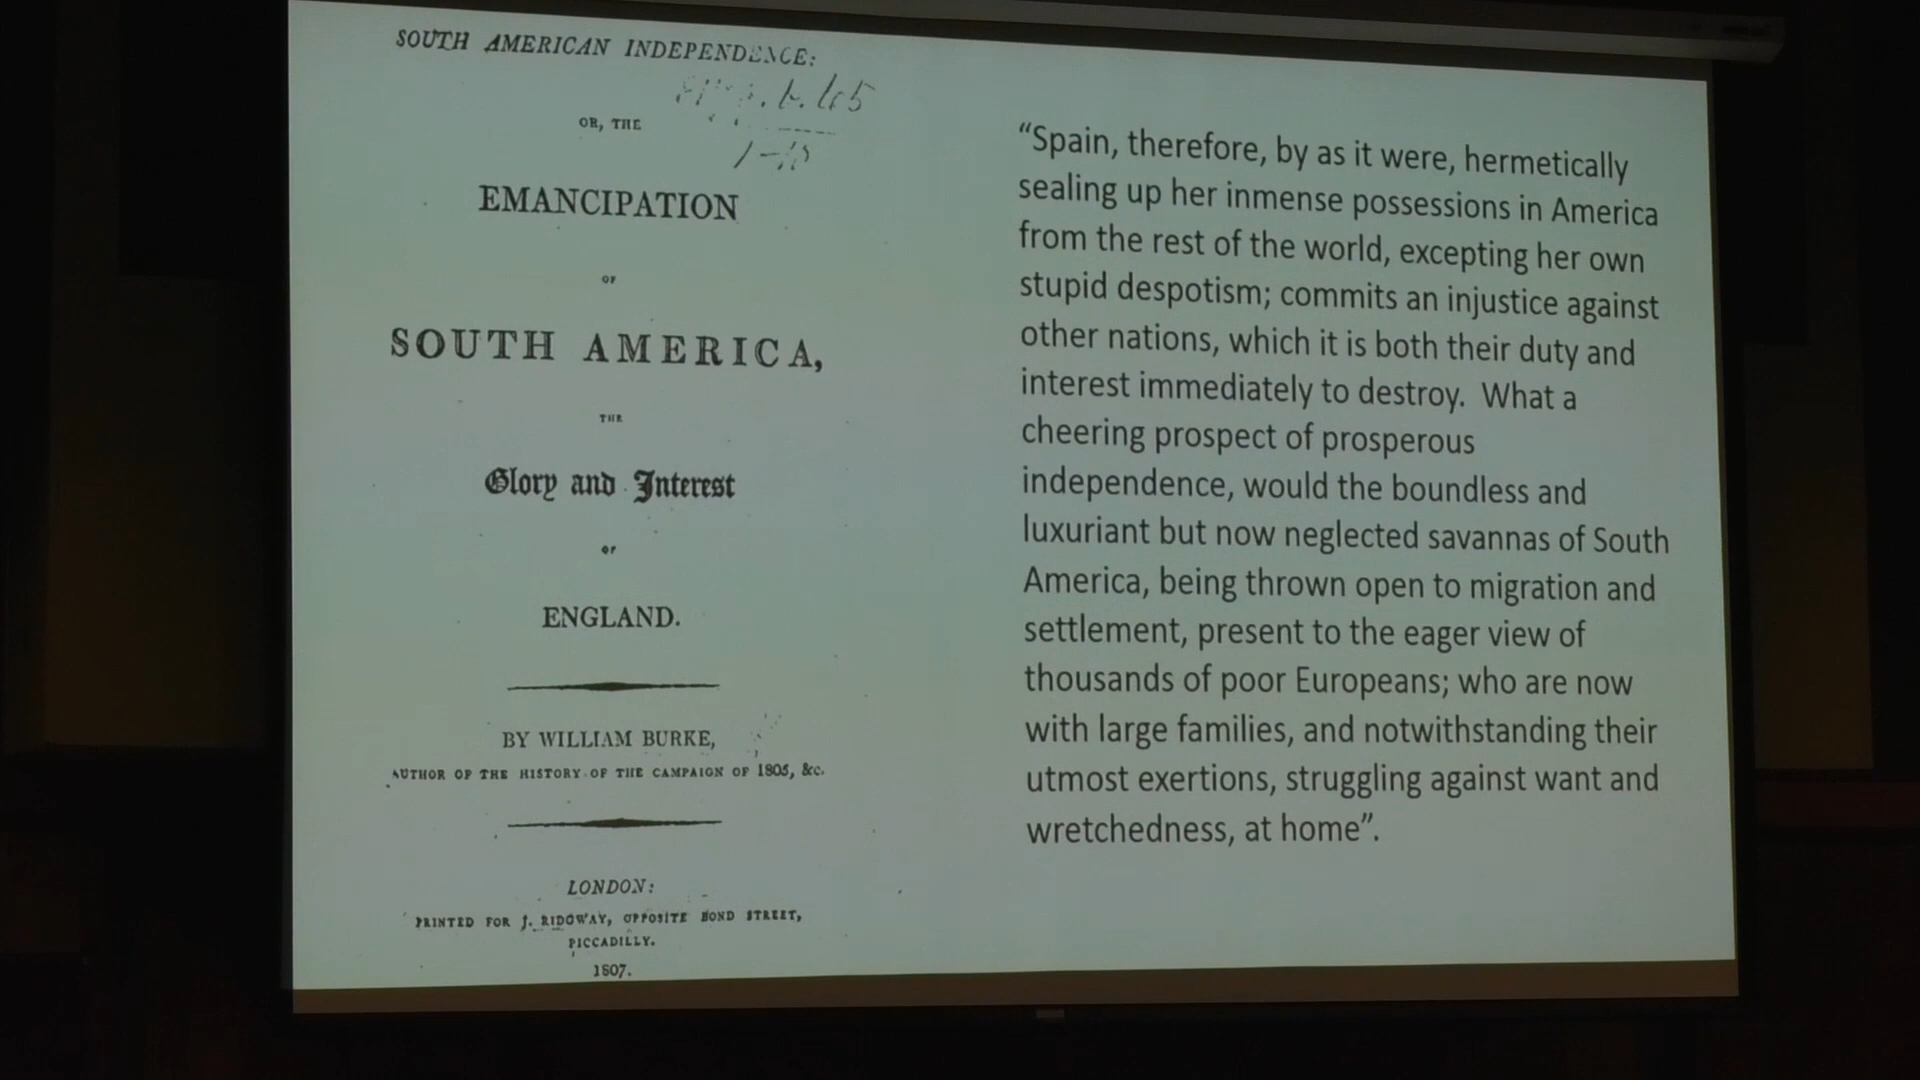 SOUTH AMERICAN INDEPENDENCE:
OR, THE
EMANCIPATION
OF
SOUTH AMERICA,
THE
Glory and Interest
OF
ENGLAND.
BY WILLIAM BURKE,
AUTHOR OF THE HISTORY OF THE CAMPAIGN OF 1805, &c.
LONDON:
PRINTED FOR J. RIDGWAY, OPPOSITE BOND STREET,
PICCADILLY.
1807.
“Spain, therefore, by as it were, hermetically
sealing up her inmense possessions in America
from the rest of the world, excepting her own
stupid despotism; commits an injustice against
other nations, which it is both their duty and
interest immediately to destroy.  What a
cheering prospect of prosperous
independence, would the boundless and
luxuriant but now neglected savannas of South
America, being thrown open to migration and
settlement, present to the eager view of
thousands of poor Europeans; who are now
with large families, and notwithstanding their
utmost exertions, struggling against want and
wretchedness, at home”.